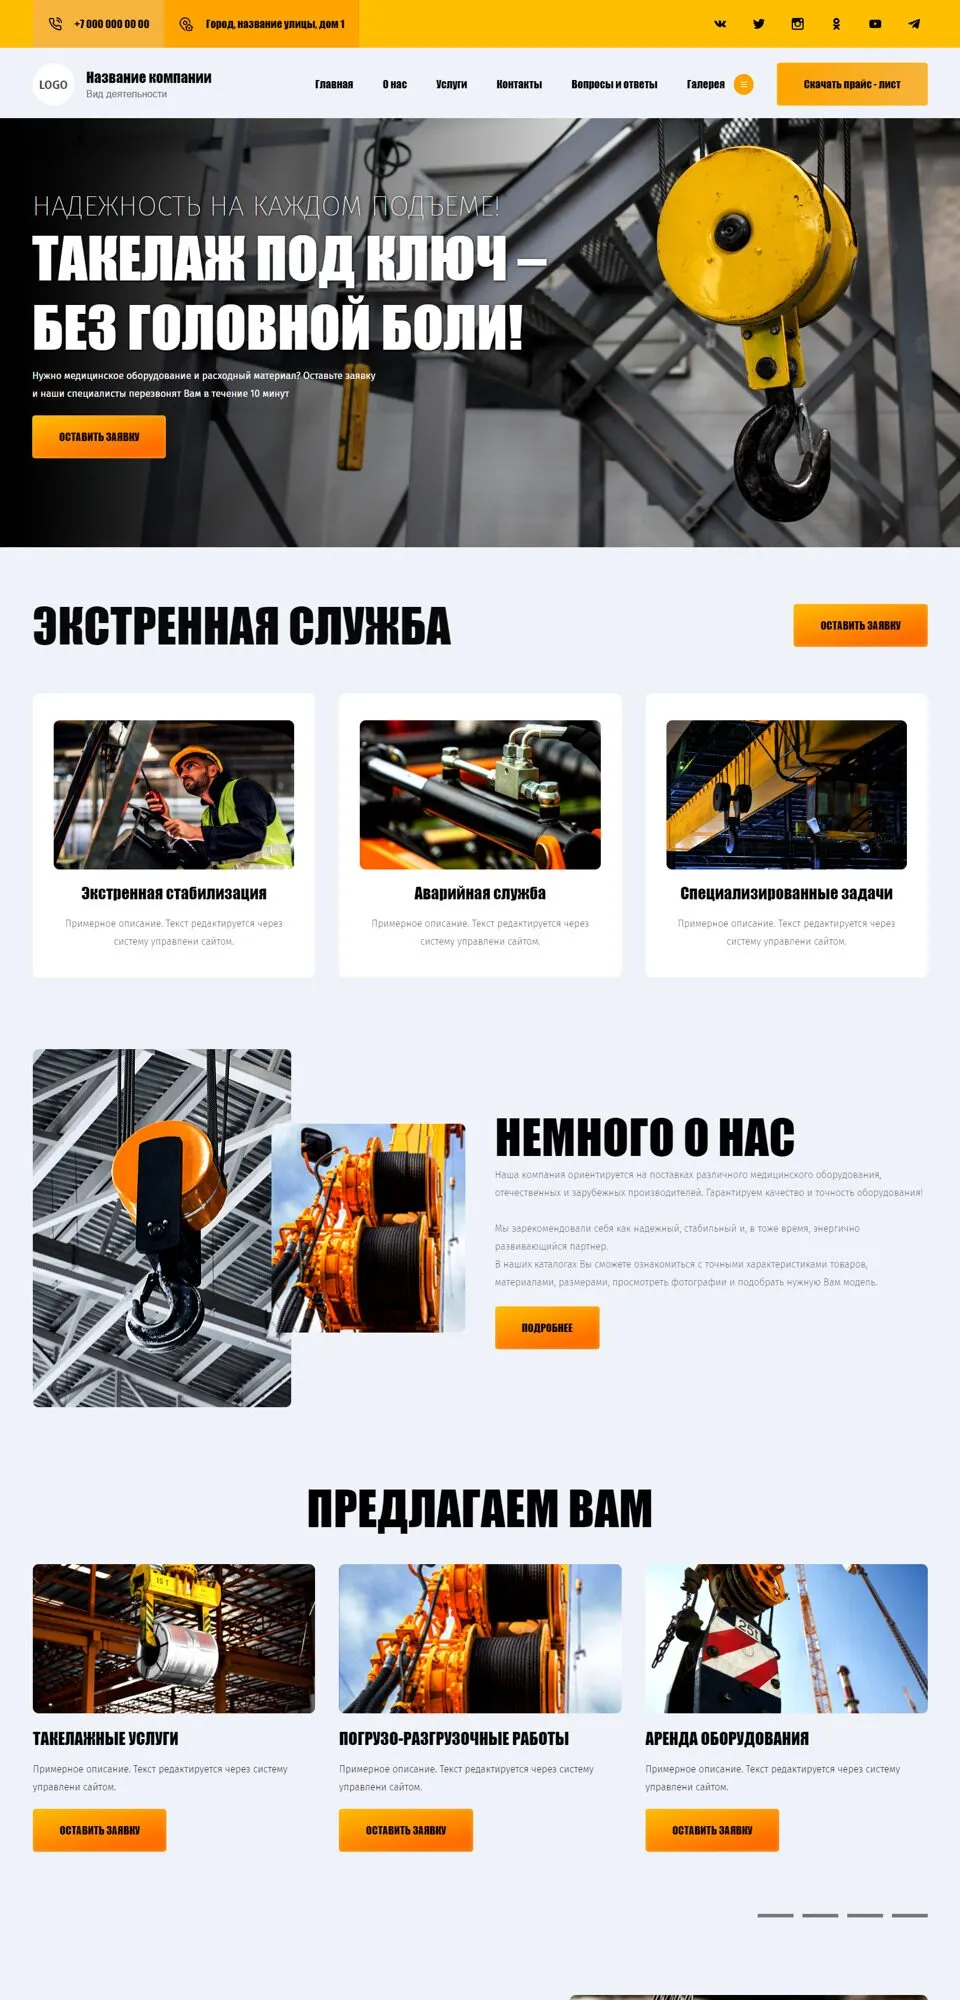 +7 000 000 00 00
Город, название улицы, дом 1
LOGO
Название компании
Вид деятельности
Главная
О нас
Услуги
Контакты
Вопросы и ответы
Галерея
Скачать прайс - лист
НАДЕЖНОСТЬ НА КАЖДОМ ПОДЪЕМЕ!
ТАКЕЛАЖ ПОД КЛЮЧ –
БЕЗ ГОЛОВНОЙ БОЛИ!
Нужно медицинское оборудование и расходный материал? Оставьте заявку
и наши специалисты перезвонят Вам в течение 10 минут
ОСТАВИТЬ ЗАЯВКУ
ЭКСТРЕННАЯ СЛУЖБА
ОСТАВИТЬ ЗАЯВКУ
Экстренная стабилизация
Примерное описание. Текст редактируется через
систему управлени сайтом.
Аварийная служба
Примерное описание. Текст редактируется через
систему управлени сайтом.
Специализированные задачи
Примерное описание. Текст редактируется через
систему управлени сайтом.
НЕМНОГО О НАС
Наша компания ориентируется на поставках различного медицинского оборудования,
отечественных и зарубежных производителей. Гарантируем качество и точность оборудования!
Мы зарекомендовали себя как надежный, стабильный и, в тоже время, энергично
развивающийся партнер.
В наших каталогах Вы сможете ознакомиться с точными характеристиками товаров,
материалами, размерами, просмотреть фотографии и подобрать нужную Вам модель.
ПОДРОБНЕЕ
ПРЕДЛАГАЕМ ВАМ
15 T
25T
ТАКЕЛАЖНЫЕ УСЛУГИ
Примерное описание. Текст редактируется через систему
управлени сайтом.
ОСТАВИТЬ ЗАЯВКУ
ПОГРУЗО-РАЗГРУЗОЧНЫЕ РАБОТЫ
Примерное описание. Текст редактируется через систему
управлени сайтом.
ОСТАВИТЬ ЗАЯВКУ
АРЕНДА ОБОРУДОВАНИЯ
Примерное описание. Текст редактируется через систему
управлени сайтом.
ОСТАВИТЬ ЗАЯВКУ